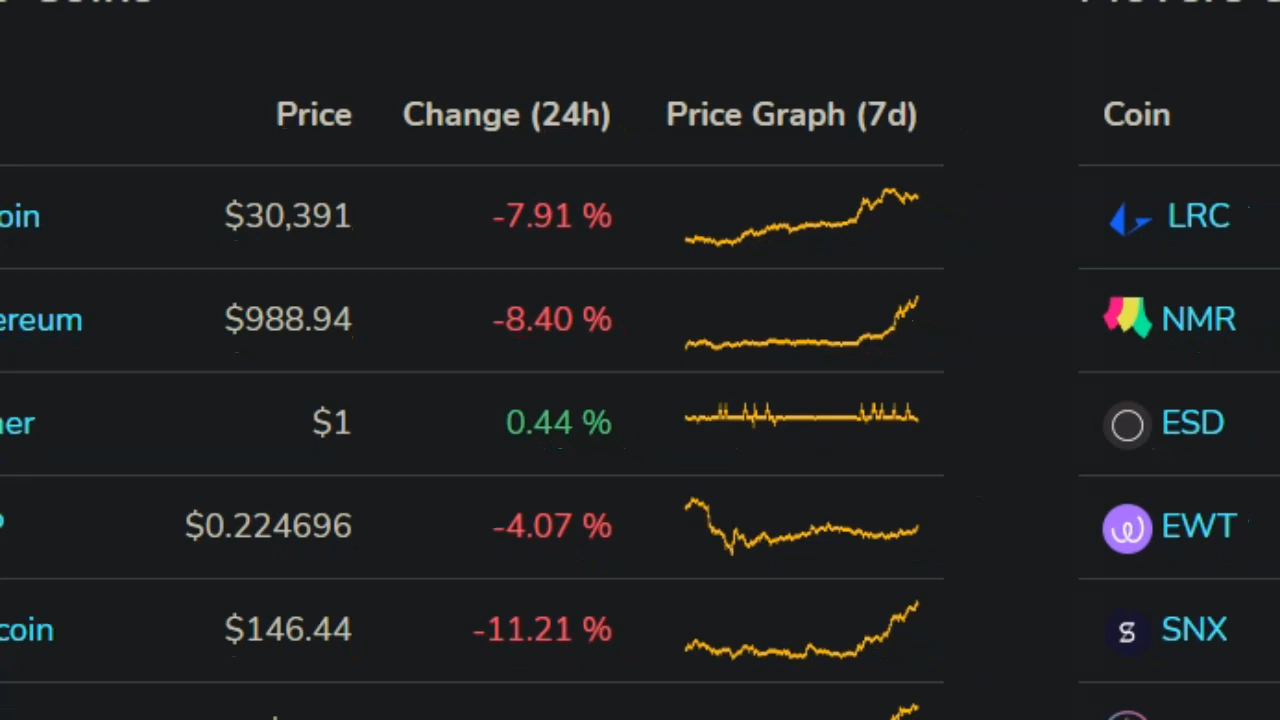 Price Change (24h) Price Graph (7d) Coin
oin $30,391 -7.91 % LRC
ereum $988.94 -8.40 % NMR
er $1 0.44 % ESD
$0.224696 -4.07 % EWT
coin $146.44 -11.21 % SNX